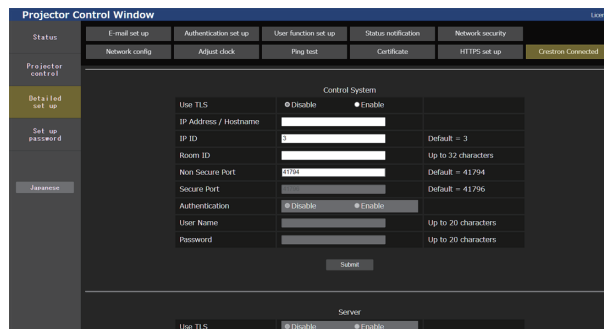 Projector Control Window
Status
Projector
control
Detailed
set up
Set up
password
Japanese
E-mail set up Authentication set up User function set up Status notification Network security
Network config Adjust clock Ping test Certificate HTTPS set up Crestron Connected
Control System
Use TLS Disable Enable
IP Address / Hostname
IP ID 3 Default = 3
Room ID Up to 32 characters
Non Secure Port 41794 Default = 41794
Secure Port Default = 41796
Authentication Disable Enable
User Name Up to 20 characters
Password Up to 20 characters
Submit
Server
Use TLS Disable Enable